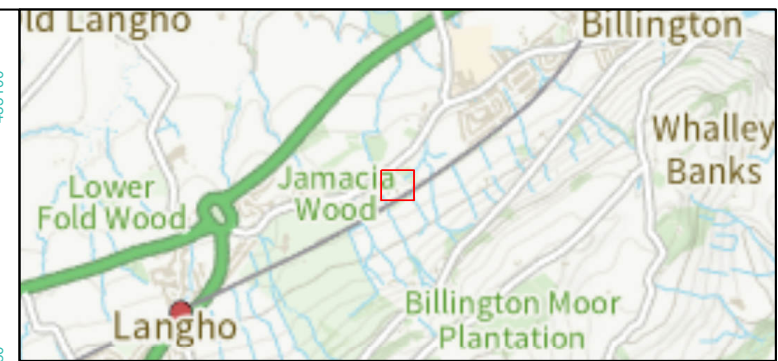 ld Langho
Billington
Whalley
Banks
Jamacia
Wood
Lower
Fold Wood
Billington Moor
Plantation
Langho